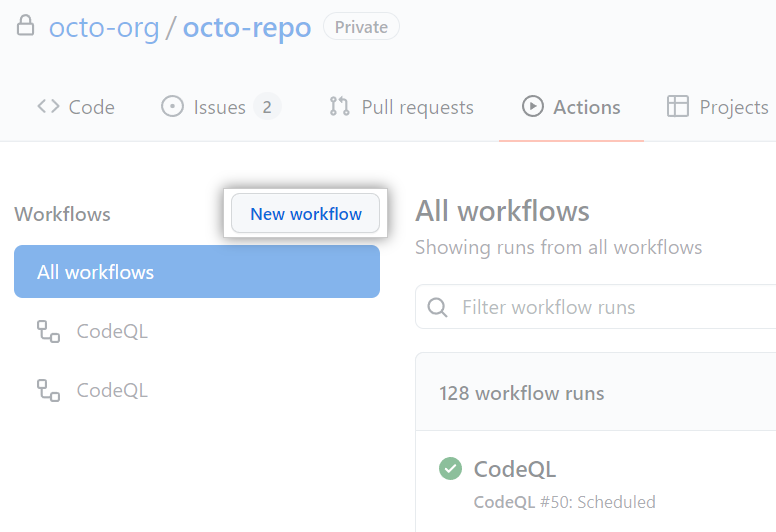 octo-org / octo-repo Private
Code Issues 2 Pull requests Actions Projects
Workflows New workflow
All workflows
CodeQL
CodeQL
All workflows
Showing runs from all workflows
Filter workflow runs
128 workflow runs
CodeQL
CodeQL #50: Scheduled